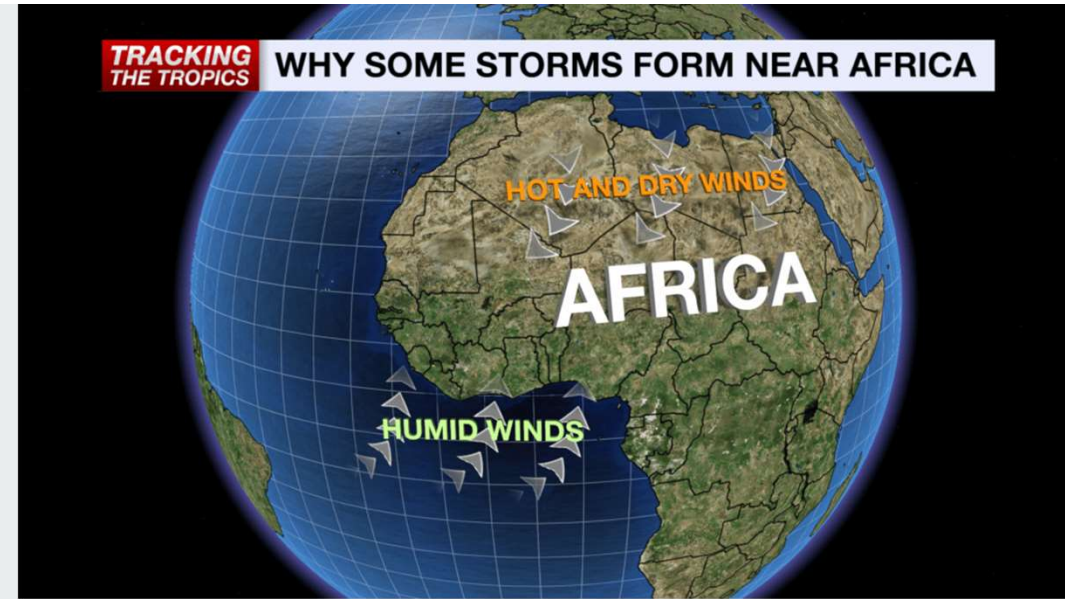 TRACKING
THE TROPICS
WHY SOME STORMS FORM NEAR AFRICA
HOT AND DRY WINDS
AFRICA
HUMID WINDS